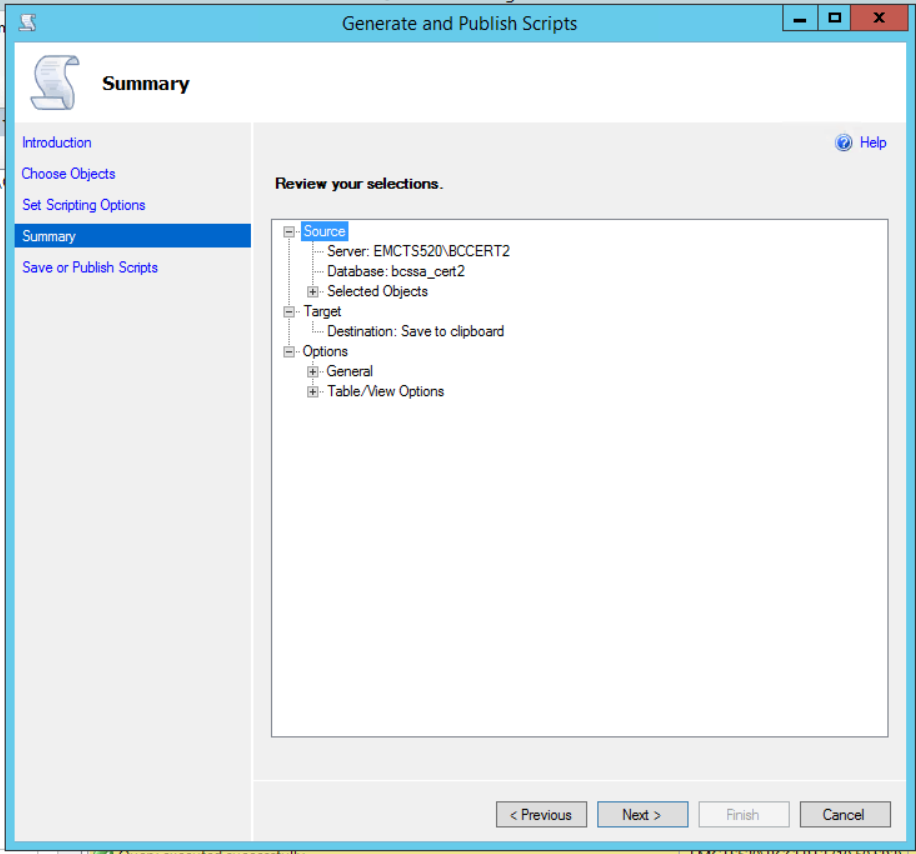 Generate and Publish Scripts
Summary
Introduction
Choose Objects
Set Scripting Options
Summary
Save or Publish Scripts
Help
Review your selections.
Source
Server: EMCTS520\BCCERT2
Database: bcssa_cert2
Selected Objects
Target
Destination: Save to clipboard
Options
General
Table/View Options
< Previous
Next >
Finish
Cancel